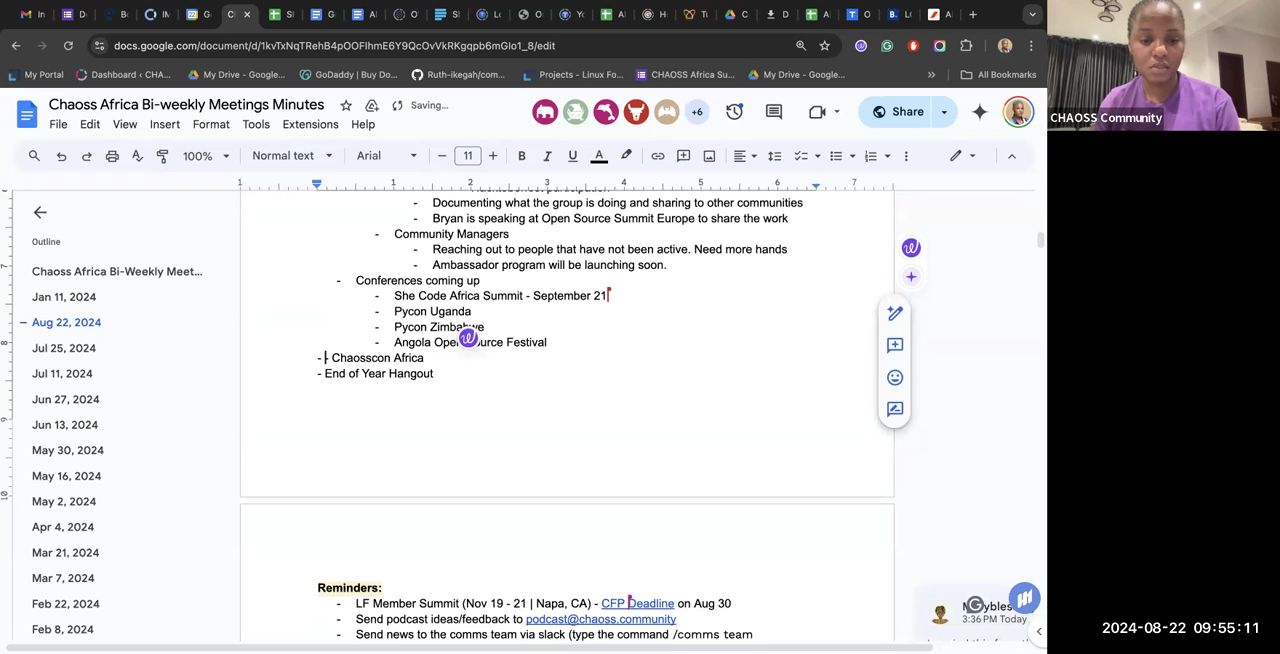 docs.google.com/document/d/1kvTxNqTRehB4pOOFIhmE6Y9QcOvVkRKgqpb6mGlo1_8/edit
My Portal
Dashboard ‹ CHA...
My Drive - Google...
GoDaddy | Buy Do...
Ruth-ikegah/com...
Projects - Linux Fo...
CHAOSS Africa Su...
My Drive - Google...
»
All Bookmarks
CHAOSS Community
Chaoss Africa Bi-weekly Meetings Minutes
Saving...
+6
Share
File Edit View Insert Format Tools Extensions Help
100% Normal text Arial − 11 + B I U A
1 1 2 3 4 5 6 7
Outline
Chaoss Africa Bi-Weekly Meet...
Jan 11, 2024
Aug 22, 2024
Jul 25, 2024
Jul 11, 2024
Jun 27, 2024
Jun 13, 2024
May 30, 2024
May 16, 2024
May 2, 2024
Apr 4, 2024
Mar 21, 2024
Mar 7, 2024
Feb 22, 2024
Feb 8, 2024
- Documenting what the group is doing and sharing to other communities
- Bryan is speaking at Open Source Summit Europe to share the work
- Community Managers
- Reaching out to people that have not been active. Need more hands
- Ambassador program will be launching soon.
- Conferences coming up
- She Code Africa Summit - September 21
- Pycon Uganda
- Pycon Zimbabwe
- Angola Open Source Festival
- - Chaosscon Africa
- End of Year Hangout
Reminders:
- LF Member Summit (Nov 19 - 21 | Napa, CA) - CFP Deadline on Aug 30
- Send podcast ideas/feedback to podcast@chaoss.community
- Send news to the comms team via slack (type the command /comms team
3:36 PM Today
2024-08-22 09:55:11